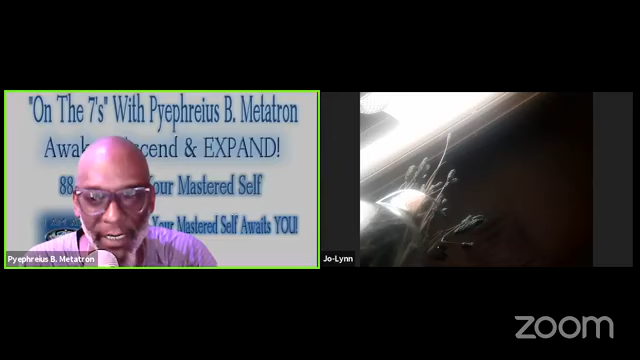 "On The 7's" With Pyephreius B. Metatron
Awak cend & EXPAND!
88 Your Mastered Self
Your Mastered Self Awaits YOU!
Pyephreius B. Metatron
Jo-Lynn
zoom